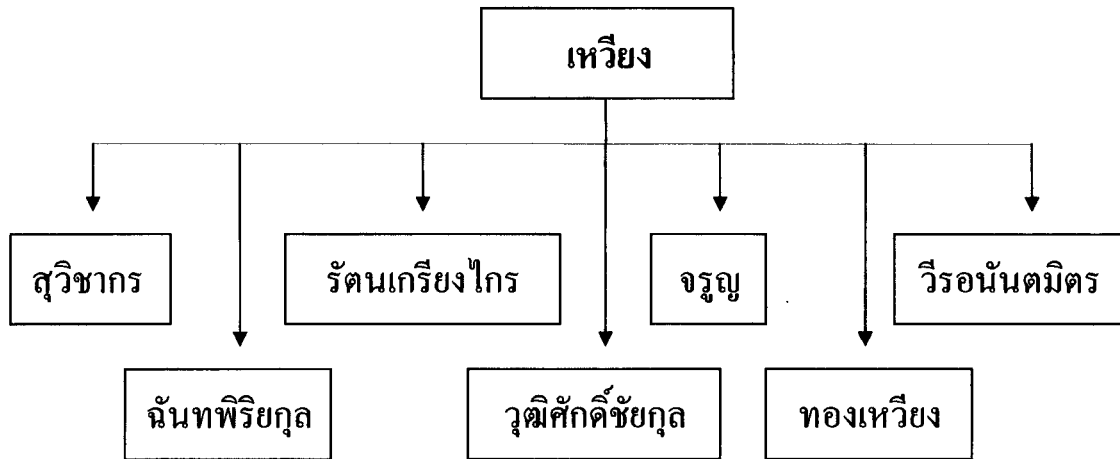 เหวียง
สุวิชากร
รัตนเกรียงไกร
จรูญ
วีรอนันตมิตร
ฉันทพิริยกุล
วุฒิศักดิ์ชัยกุล
ทองเหวียง